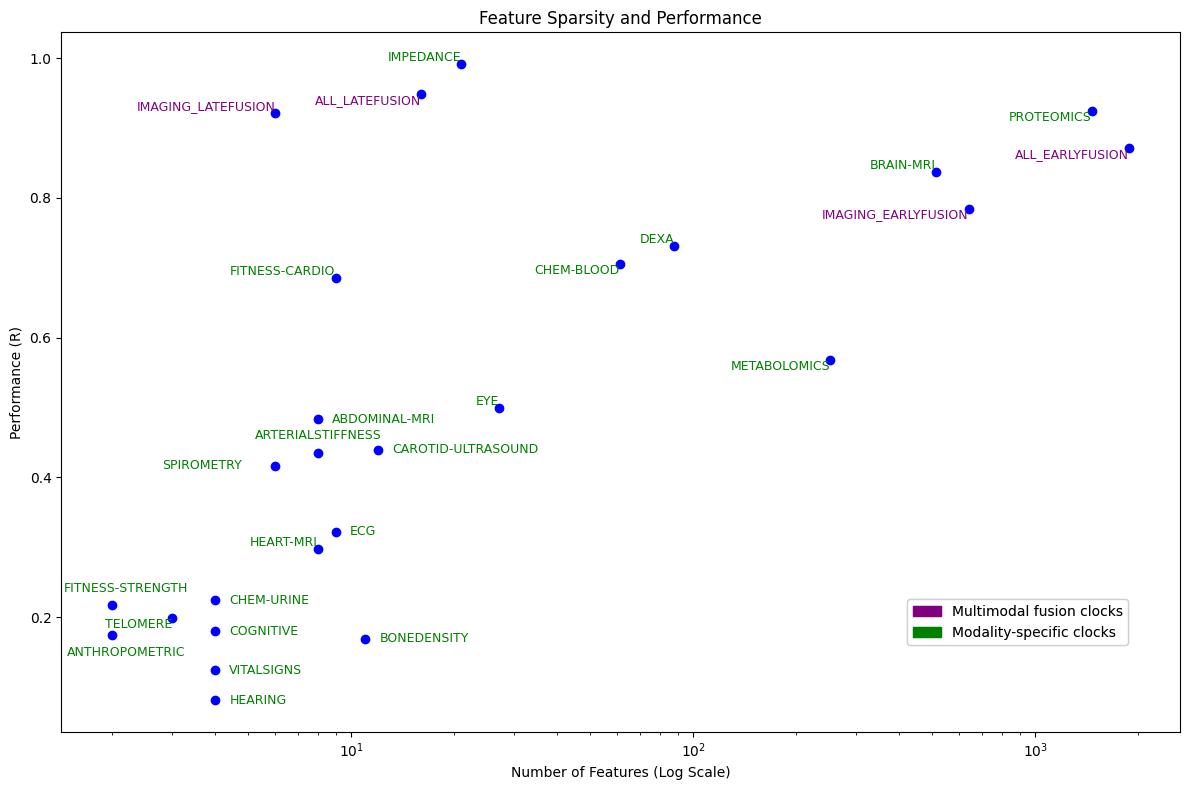 Feature Sparsity and Performance
1.0
0.8
0.6
0.4
0.2
Performance (R)
IMPEDANCE
ALL_LATEFUSION
IMAGING_LATEFUSION
PROTEOMICS
ALL_EARLYFUSION
BRAIN-MRI
IMAGING_EARLYFUSION
DEXA
CHEM-BLOOD
FITNESS-CARDIO
METABOLOMICS
EYE
ABDOMINAL-MRI
ARTERIALSTIFFNESS
CAROTID-ULTRASOUND
SPIROMETRY
ECG
HEART-MRI
FITNESS-STRENGTH
CHEM-URINE
TELOMERE
COGNITIVE
BONEDENSITY
ANTHROPOMETRIC
VITALSIGNS
HEARING
Multimodal fusion clocks
Modality-specific clocks
10¹
10²
10³
Number of Features (Log Scale)